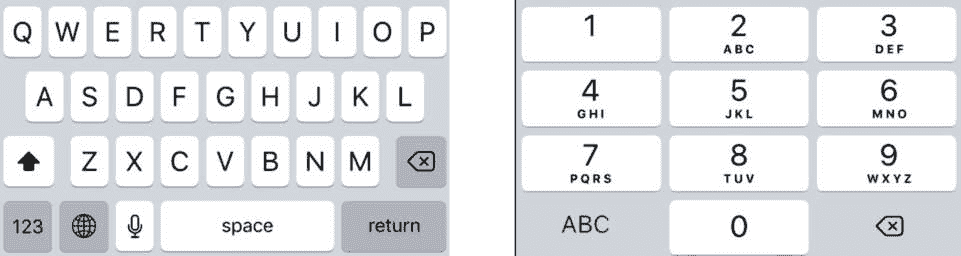 Q W E R T Y U I O P
A S D F G H J K L
Z X C V B N M
123 space return
1 2 3
ABC DEF
4 5 6
GHI JKL MNO
7 8 9
PQRS TUV WXYZ
ABC 0